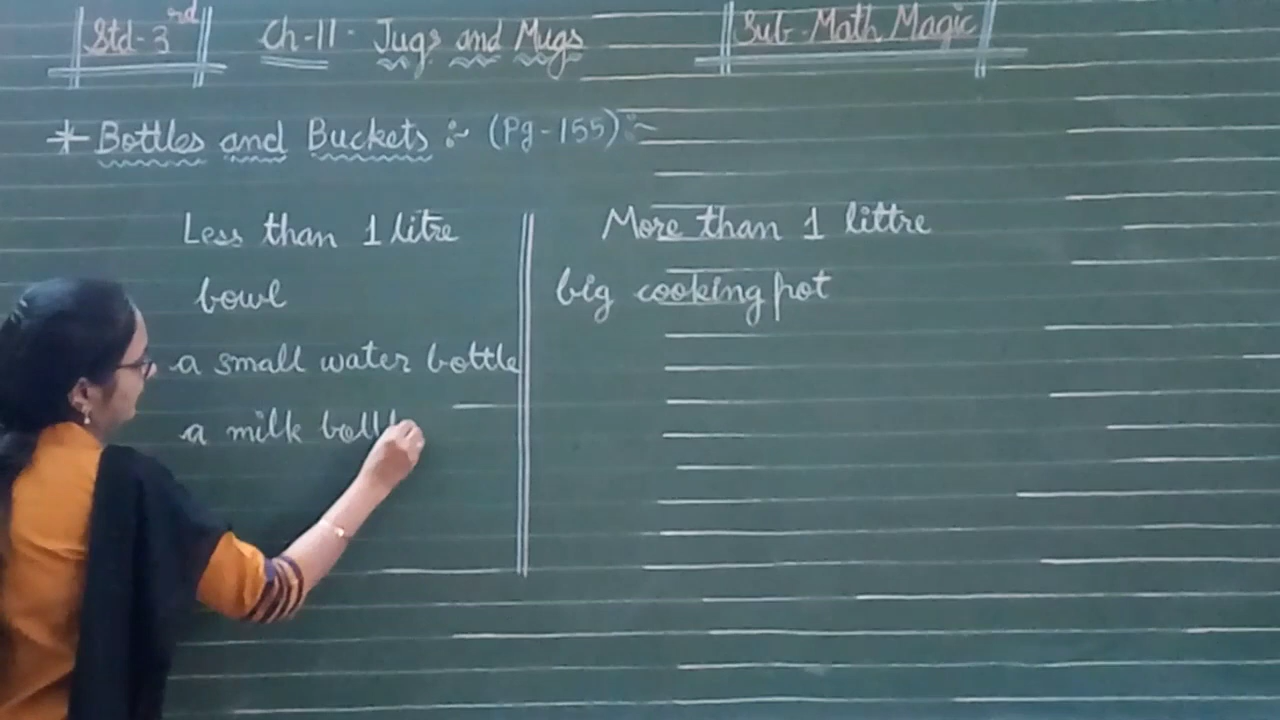 Std-3rd Ch-11. Jugs and Mugs Sub-Math Magic
* Bottles and Buckets :- (Pg-155):-
Less than 1 litre More than 1 littre
bowl big cooking pot
a small water bottle
a milk bottl